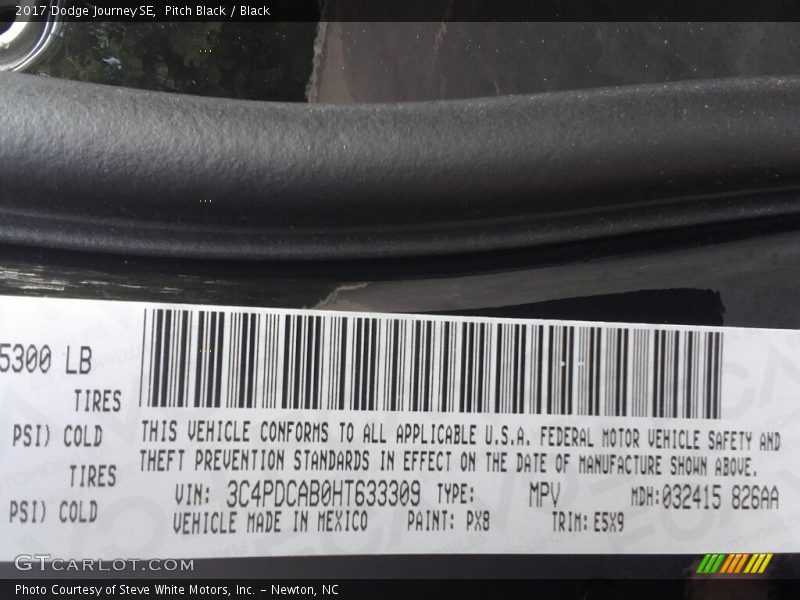 2017 Dodge Journey SE, Pitch Black / Black
5300 LB
TIRES
PSI) COLD
TIRES
PSI) COLD
THIS VEHICLE CONFORMS TO ALL APPLICABLE U.S.A. FEDERAL MOTOR VEHICLE SAFETY AND
THEFT PREVENTION STANDARDS IN EFFECT ON THE DATE OF MANUFACTURE SHOWN ABOVE.
VIN: 3C4PDCAB0HT633309 TYPE: MPV MDH:032415 826AA
VEHICLE MADE IN MEXICO PAINT: PX8 TRIM: E5X9
GTCARLOT.COM
Photo Courtesy of Steve White Motors, Inc. – Newton, NC